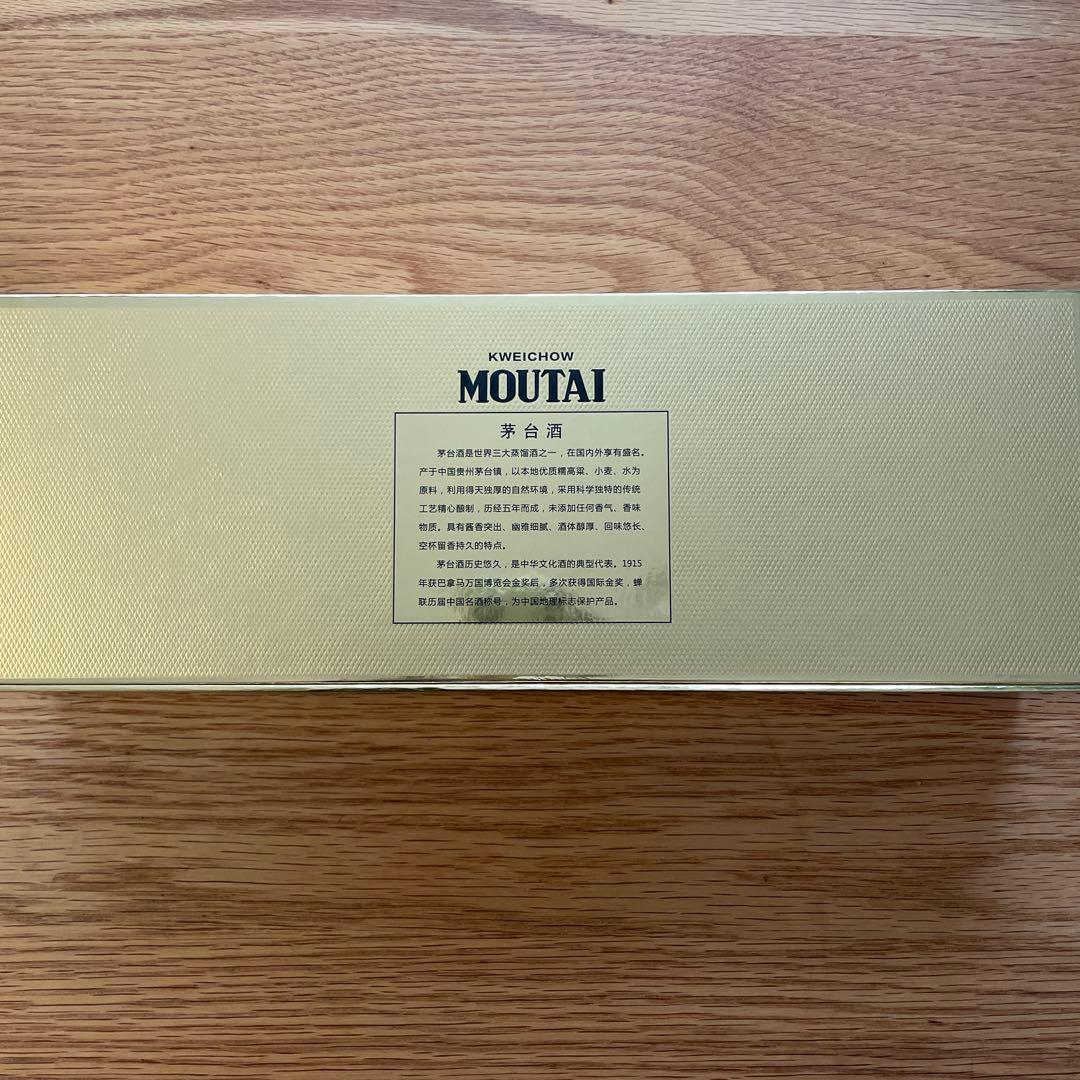 KWEICHOW
MOUTAI
茅台酒
茅台酒是世界三大蒸馏酒之一，在国内外享有盛名。
产于中国贵州茅台镇，以本地优质糯高粱、小麦、水为
原料，利用得天独厚的自然环境，采用科学独特的传统
工艺精心酿制，历经五年而成，未添加任何香气、香味
物质。具有酱香突出、幽雅细腻、酒体醇厚、回味悠长、
空杯留香持久的特点。
茅台酒历史悠久，是中华文化酒的典型代表。1915
年获巴拿马万国博览会金奖后，多次获得国际金奖，蝉
联历届中国名酒称号，为中国地理标志保护产品。